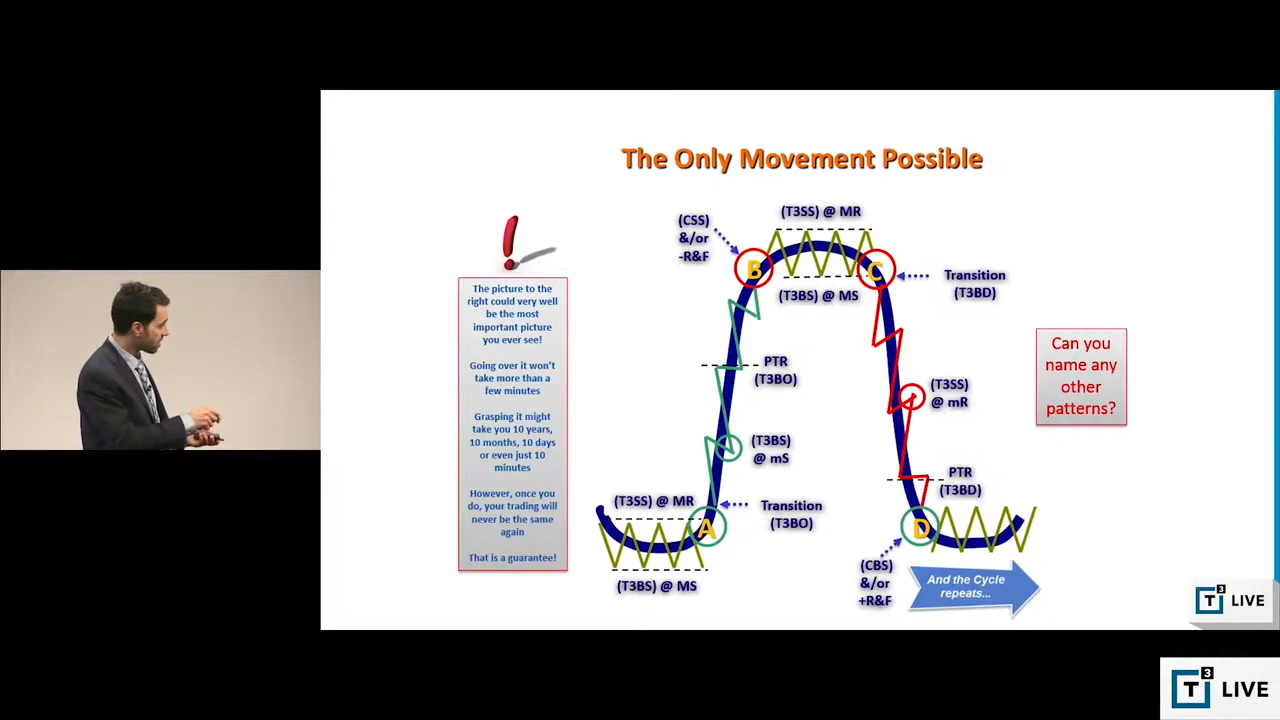 The Only Movement Possible
The picture to the
right could very well
be the most
important picture
you ever see!
Going over it won't
take more than a
few minutes
Grasping it might
take you 10 years,
10 months, 10 days
or even just 10
minutes
However, once you
do, your trading will
never be the same
again
That is a guarantee!
(CSS)
&/or
-R&F
(T3SS) @ MR
B
C
(T3BS) @ MS
Transition
(T3BD)
PTR
(T3BO)
(T3SS)
@ mR
Can you
name any
other
patterns?
(T3BS)
@ mS
PTR
(T3BD)
(T3SS) @ MR
A
Transition
(T3BO)
D
(T3BS) @ MS
(CBS)
&/or
+R&F
And the Cycle
repeats...
T3 LIVE
T3 LIVE